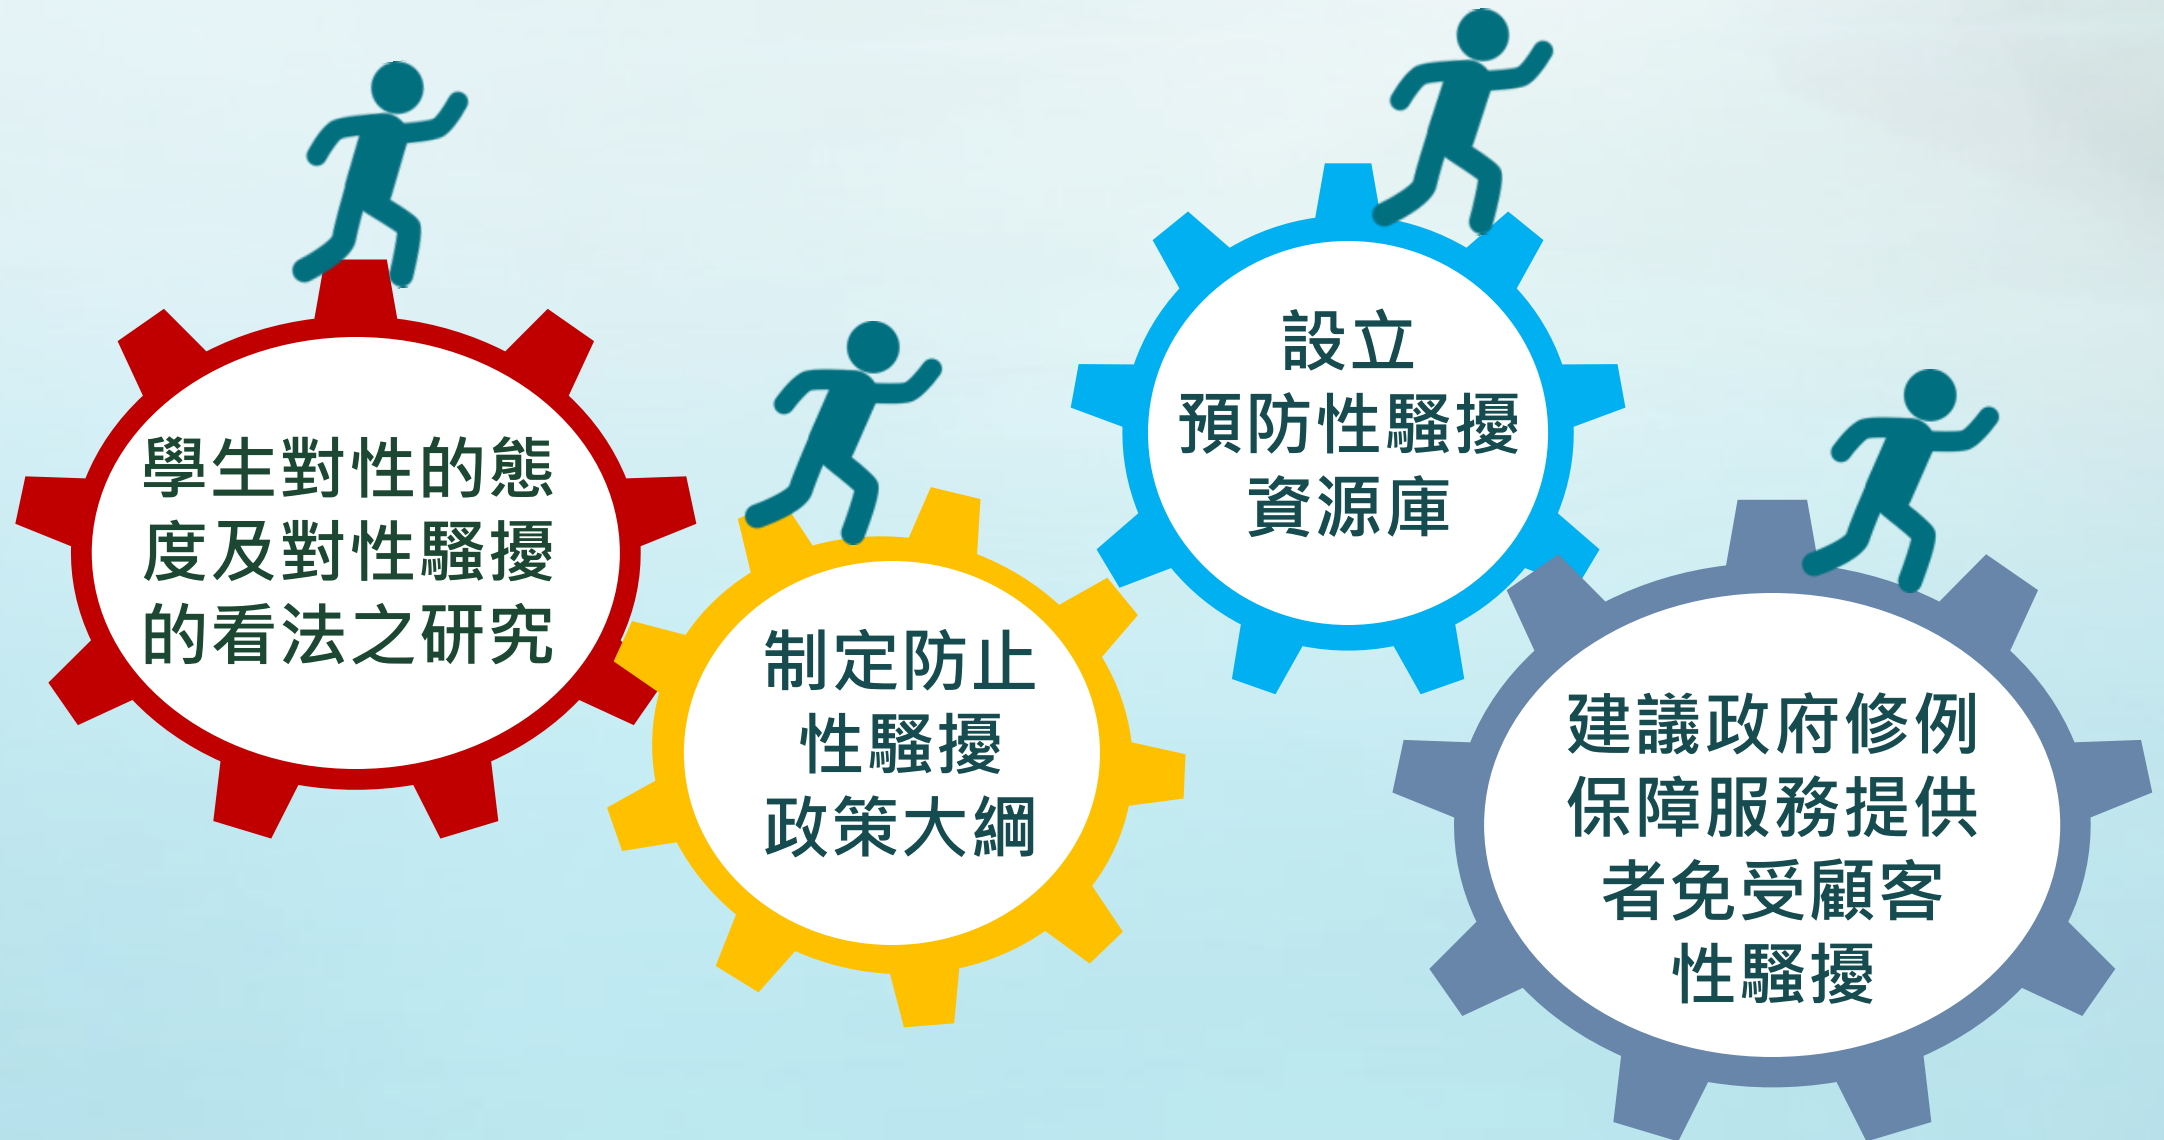 學生對性的態
度及對性騷擾
的看法之研究
制定防止
性騷擾
政策大綱
設立
預防性騷擾
資源庫
建議政府修例
保障服務提供
者免受顧客
性騷擾